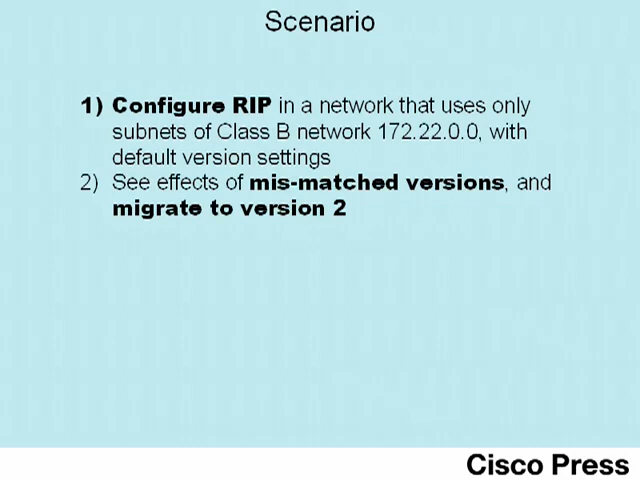 Scenario
1) Configure RIP in a network that uses only
subnets of Class B network 172.22.0.0, with
default version settings
2) See effects of mis-matched versions, and
migrate to version 2
Cisco Press